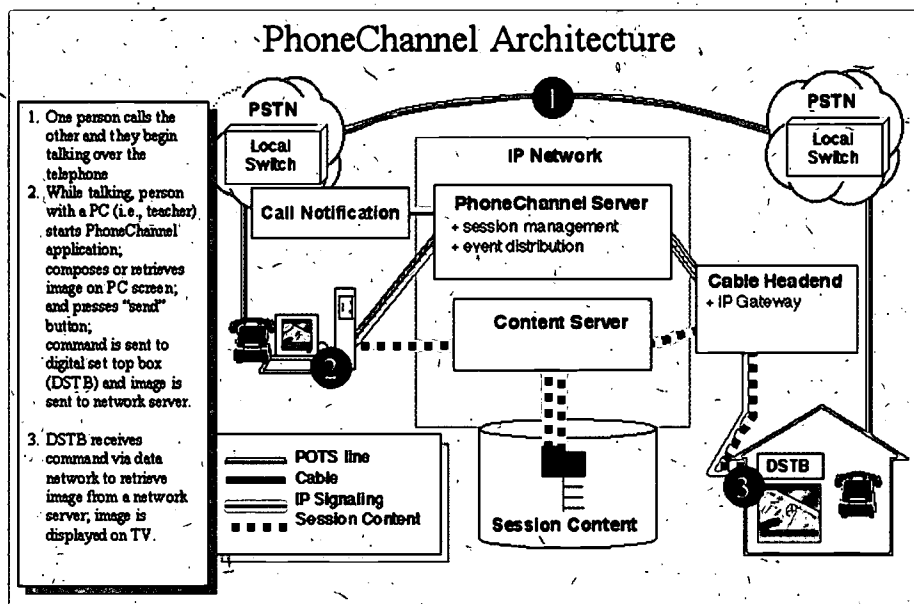 PhoneChannel Architecture
1. One person calls the
other and they begin
talking over the
telephone
2. While talking, person
with a PC (i.e., teacher)
starts PhoneChannel
application;
composes or retrieves
image on PC screen;
and presses "send"
button;
command is sent to
digital set top box
(DSTB) and image is
sent to network server.
3. DSTB receives
command via data
network to retrieve
image from a network
server; image is
displayed on TV.
PSTN
Local
Switch
1
PSTN
Local
Switch
IP Network
Call Notification
PhoneChannel Server
+ session management
+ event distribution
Cable Headend
+ IP Gateway
Content Server
2
POTS line
Cable
IP Signaling
Session Content
Session Content
3
DSTB